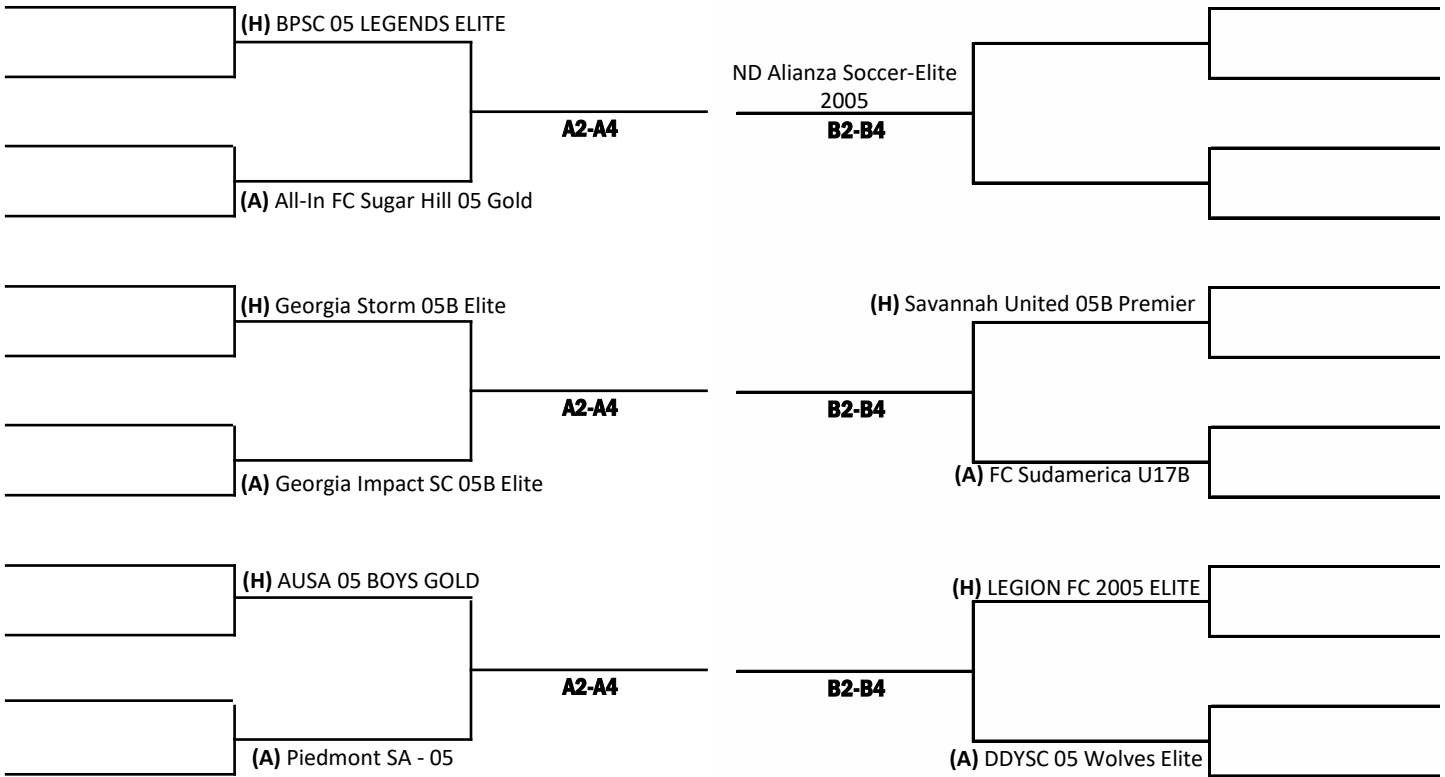 (H) BPSC 05 LEGENDS ELITE
ND Alianza Soccer-Elite
2005
A2-A4
B2-B4
(A) All-In FC Sugar Hill 05 Gold
(H) Georgia Storm 05B Elite
(H) Savannah United 05B Premier
A2-A4
B2-B4
(A) Georgia Impact SC 05B Elite
(A) FC Sudamerica U17B
(H) AUSA 05 BOYS GOLD
(H) LEGION FC 2005 ELITE
A2-A4
B2-B4
(A) Piedmont SA - 05
(A) DDYSC 05 Wolves Elite